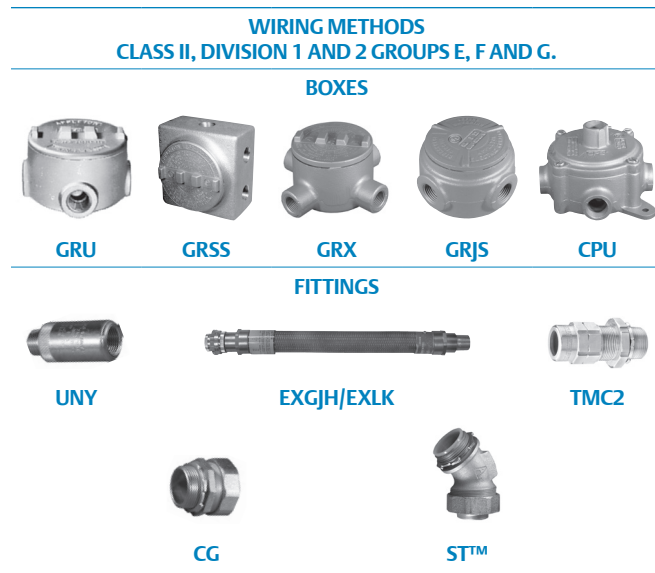 WIRING METHODS
CLASS II, DIVISION 1 AND 2 GROUPS E, F AND G.
BOXES
GRU
GRSS
GRX
GRJS
CPU
FITTINGS
UNY
EXGJH/EXLK
TMC2
CG
ST™